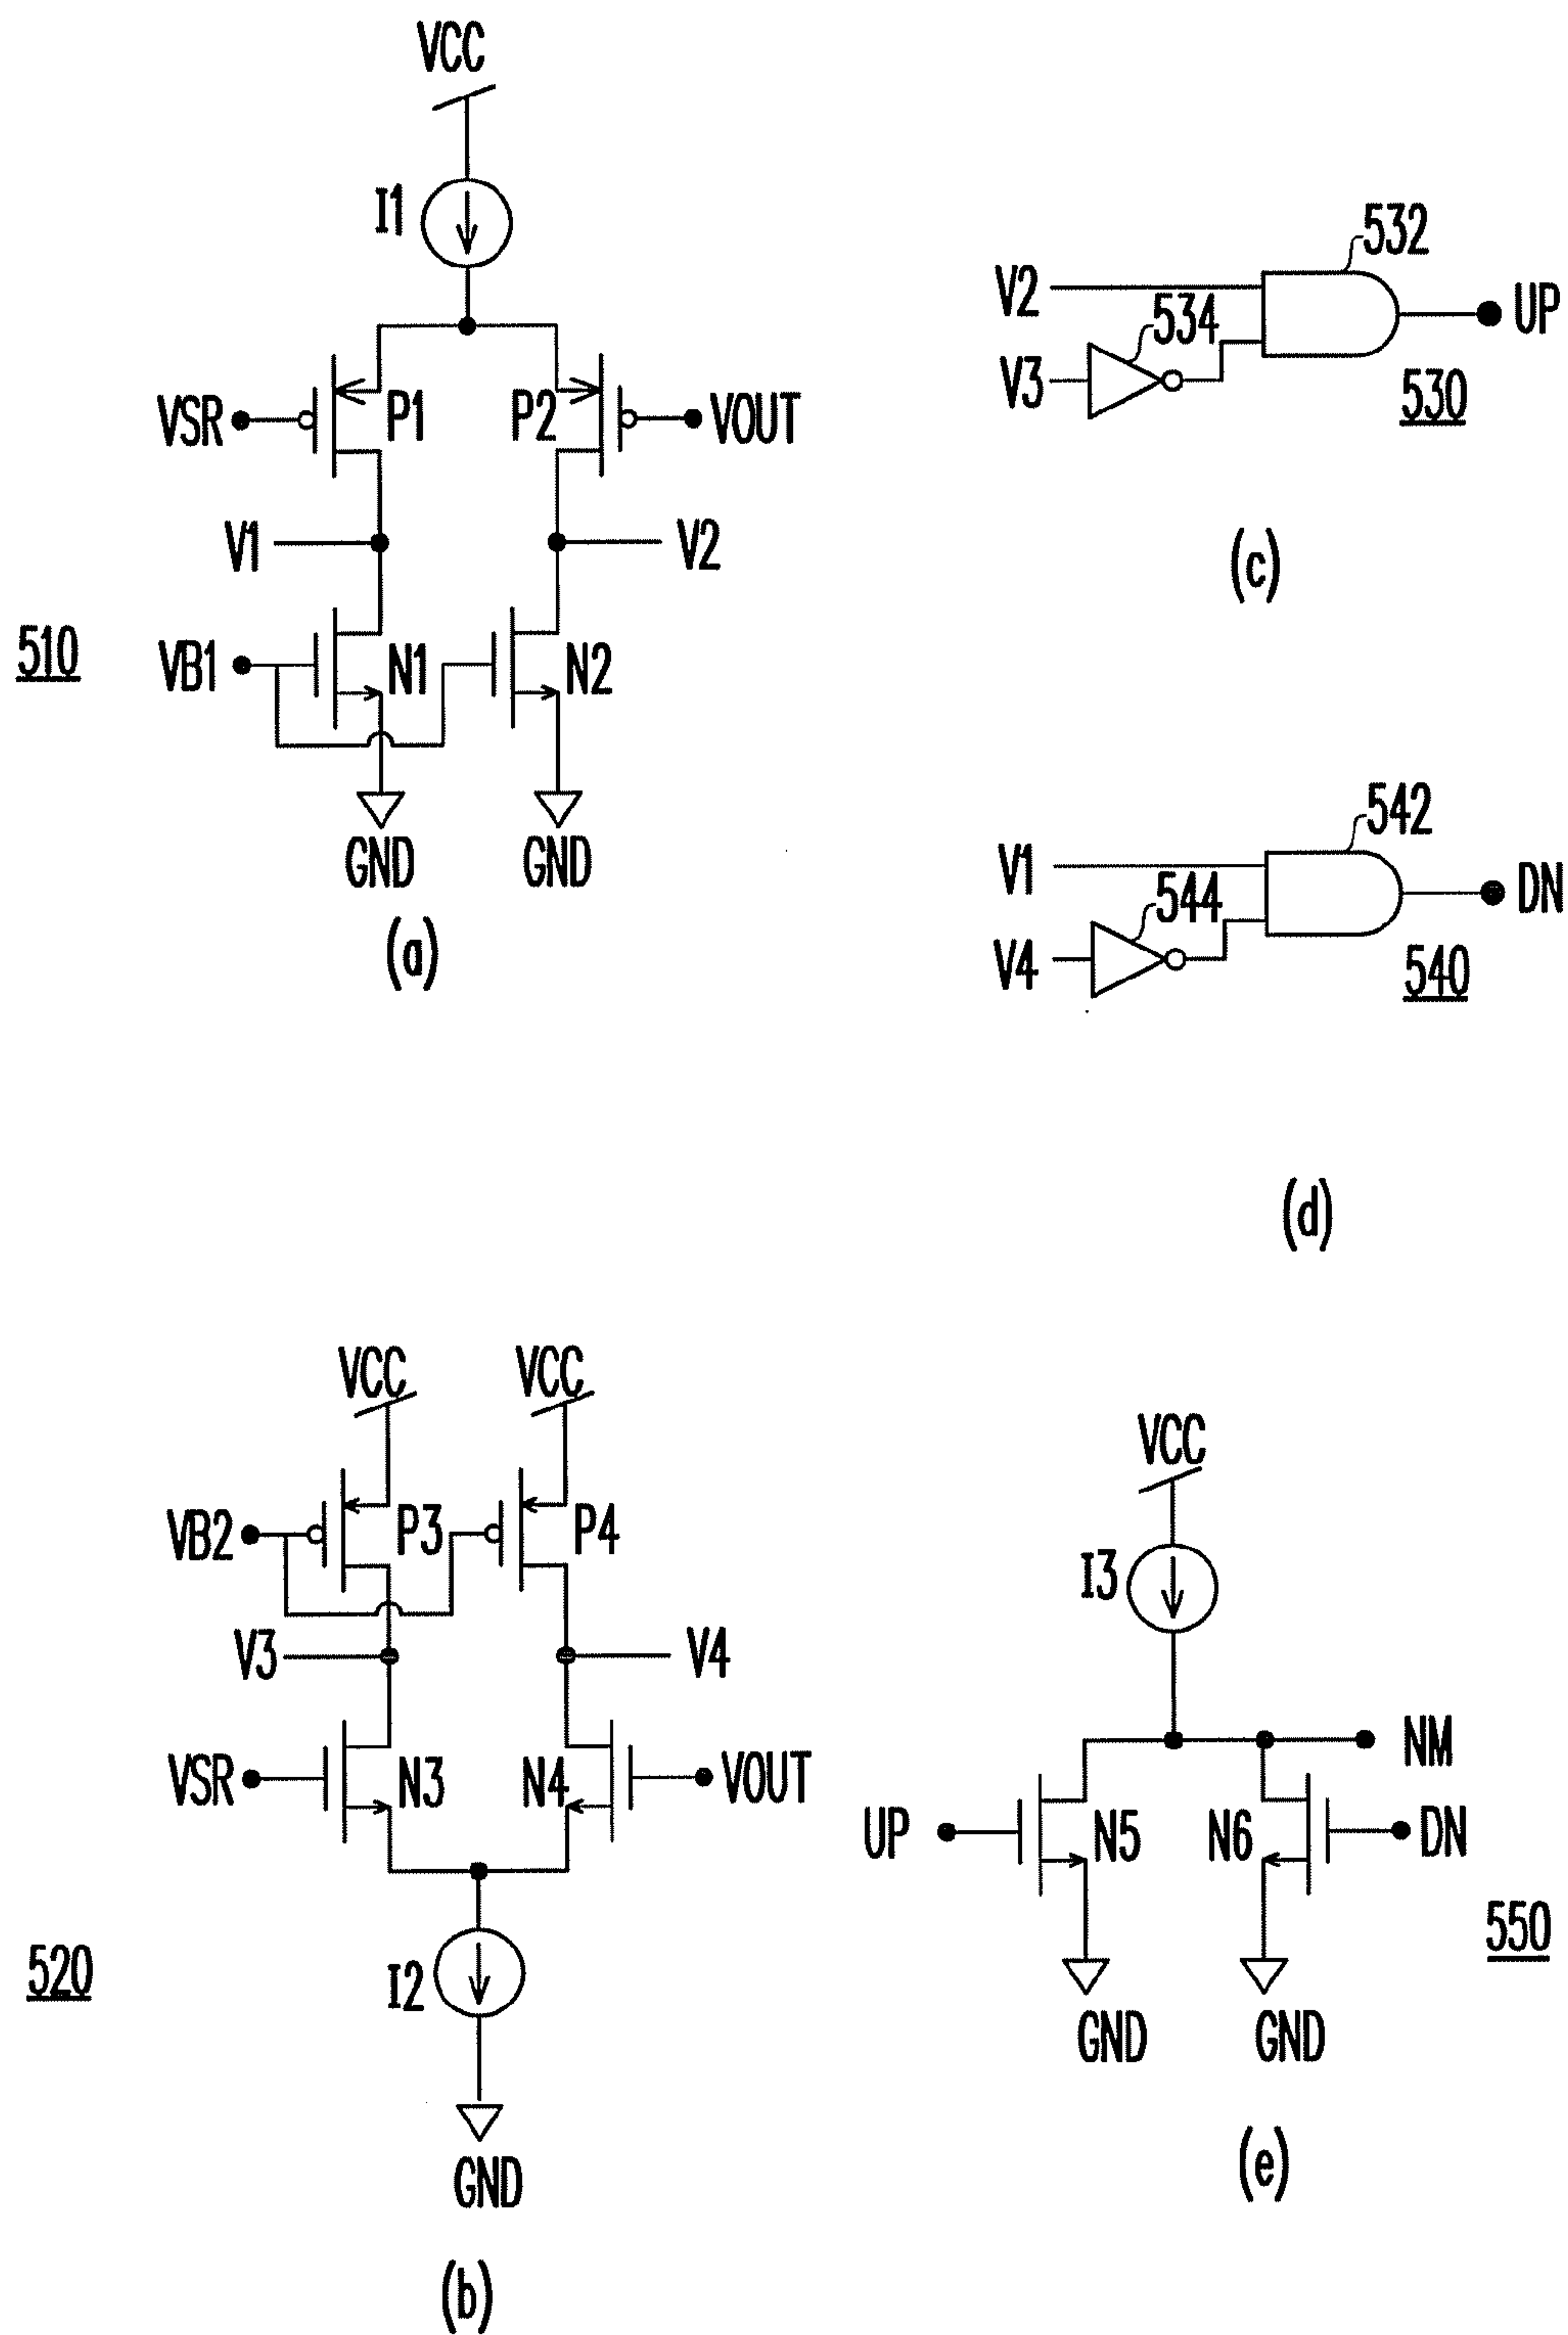 VCC
I1
VSR
P1
P2
VOUT
V1
V2
510
VB1
N1
N2
GND
GND
(a)
532
V2
534
UP
V3
530
(c)
542
V1
544
DN
V4
540
(d)
VCC
VCC
VB2
P3
P4
V3
V4
VSR
N3
N4
VOUT
520
I2
GND
(b)
VCC
I3
NM
UP
N5
N6
DN
550
GND
GND
(e)